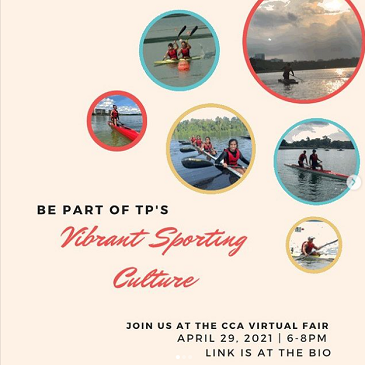 BE PART OF TP'S
Vibrant Sporting
Culture
JOIN US AT THE CCA VIRTUAL FAIR
APRIL 29, 2021 | 6-8PM
LINK IS AT THE BIO